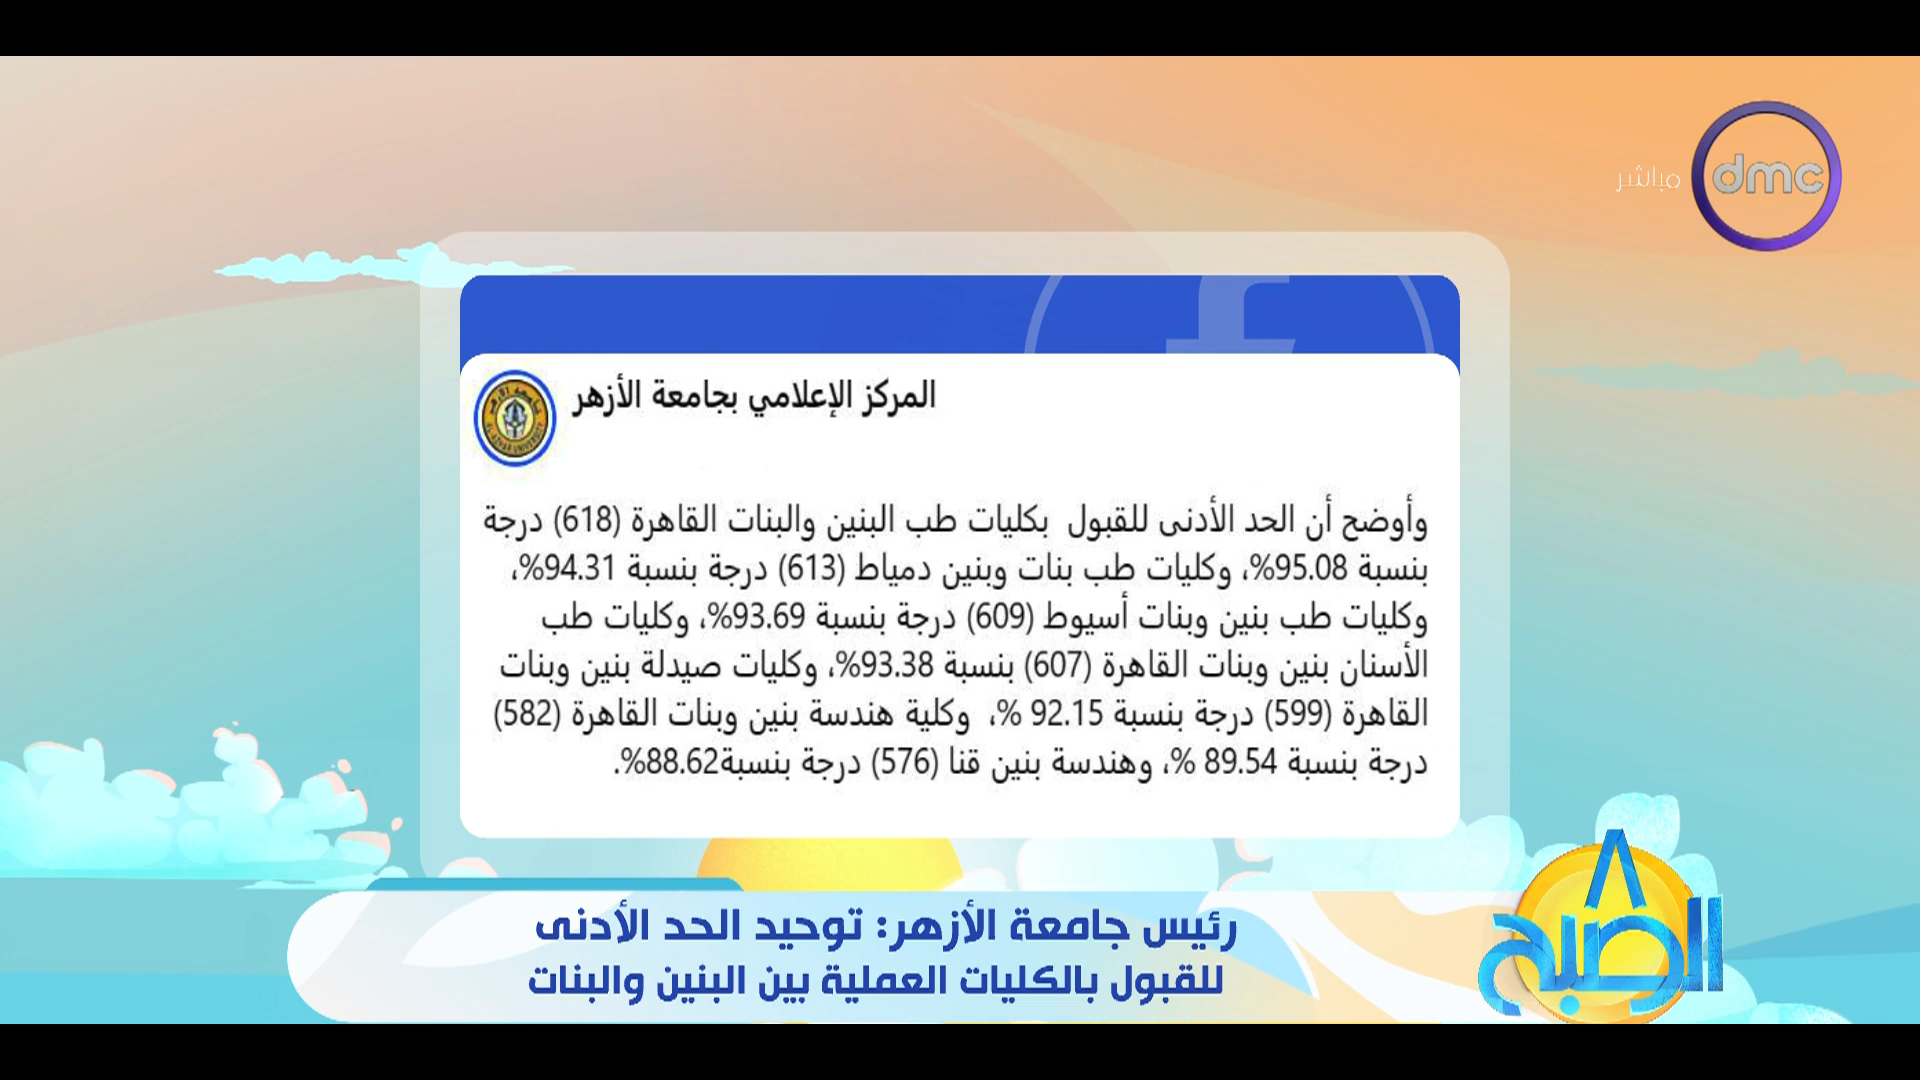 dmc
مباشر
المركز الإعلامي بجامعة الأزهر
وأوضح أن الحد الأدنى للقبول بكليات طب البنين والبنات القاهرة (618) درجة
بنسبة 95.08%، وكليات طب بنات وبنين دمياط (613) درجة بنسبة 94.31%،
وكليات طب بنين وبنات أسيوط (609) درجة بنسبة 93.69%، وكليات طب
الأسنان بنين وبنات القاهرة (607) بنسبة 93.38%، وكليات صيدلة بنين وبنات
القاهرة (599) درجة بنسبة 92.15 %، وكلية هندسة بنين وبنات القاهرة (582)
درجة بنسبة 89.54 %، وهندسة بنين قنا (576) درجة بنسبة88.62%.
رئيس جامعة الأزهر: توحيد الحد الأدنى
للقبول بالكليات العملية بين البنين والبنات
٨
الصبح